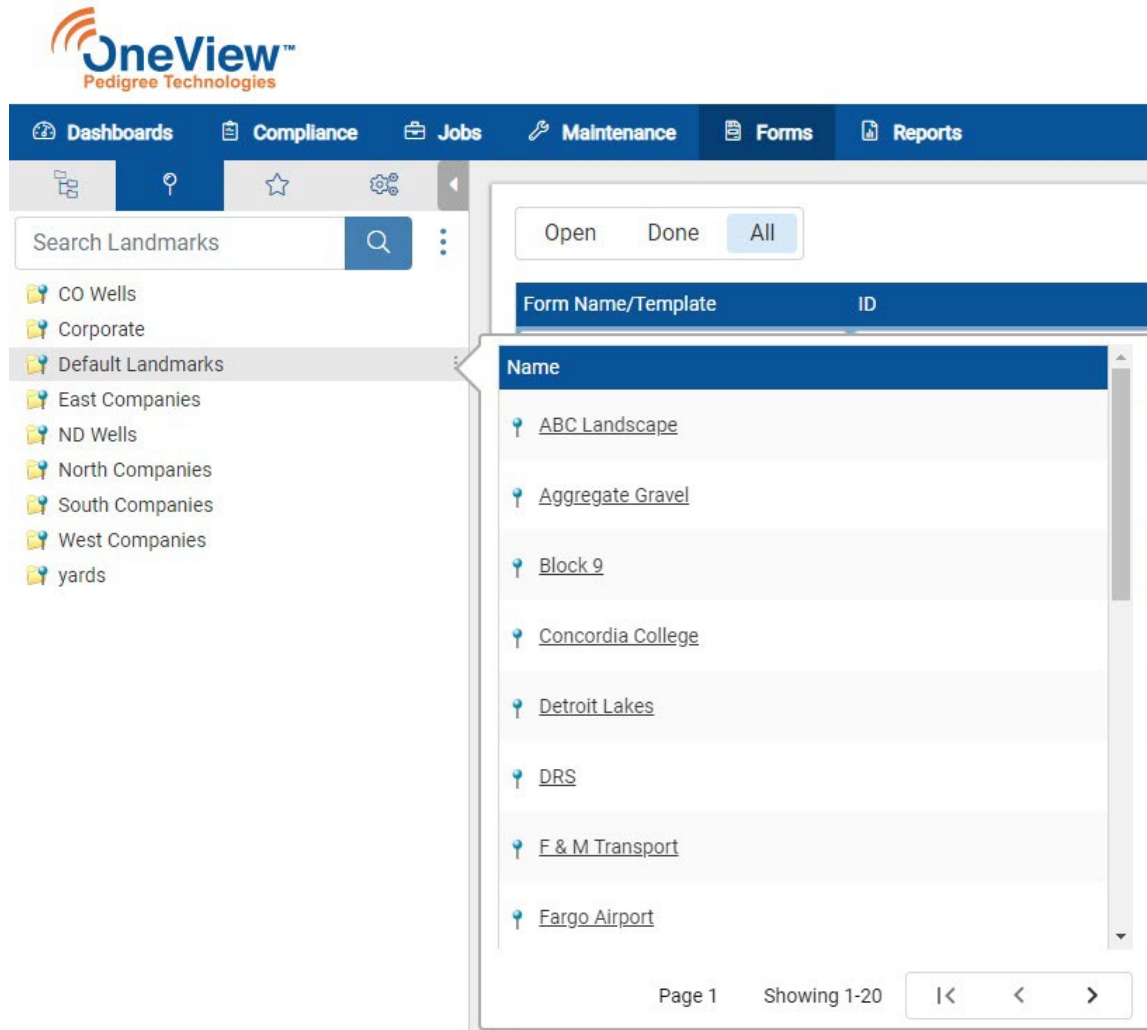 OneView™
Pedigree Technologies
Dashboards Compliance Jobs Maintenance Forms Reports
Search Landmarks
CO Wells
Corporate
Default Landmarks
East Companies
ND Wells
North Companies
South Companies
West Companies
yards
Open Done All
Form Name/Template ID
Name
ABC Landscape
Aggregate Gravel
Block 9
Concordia College
Detroit Lakes
DRS
F & M Transport
Fargo Airport
Page 1 Showing 1-20